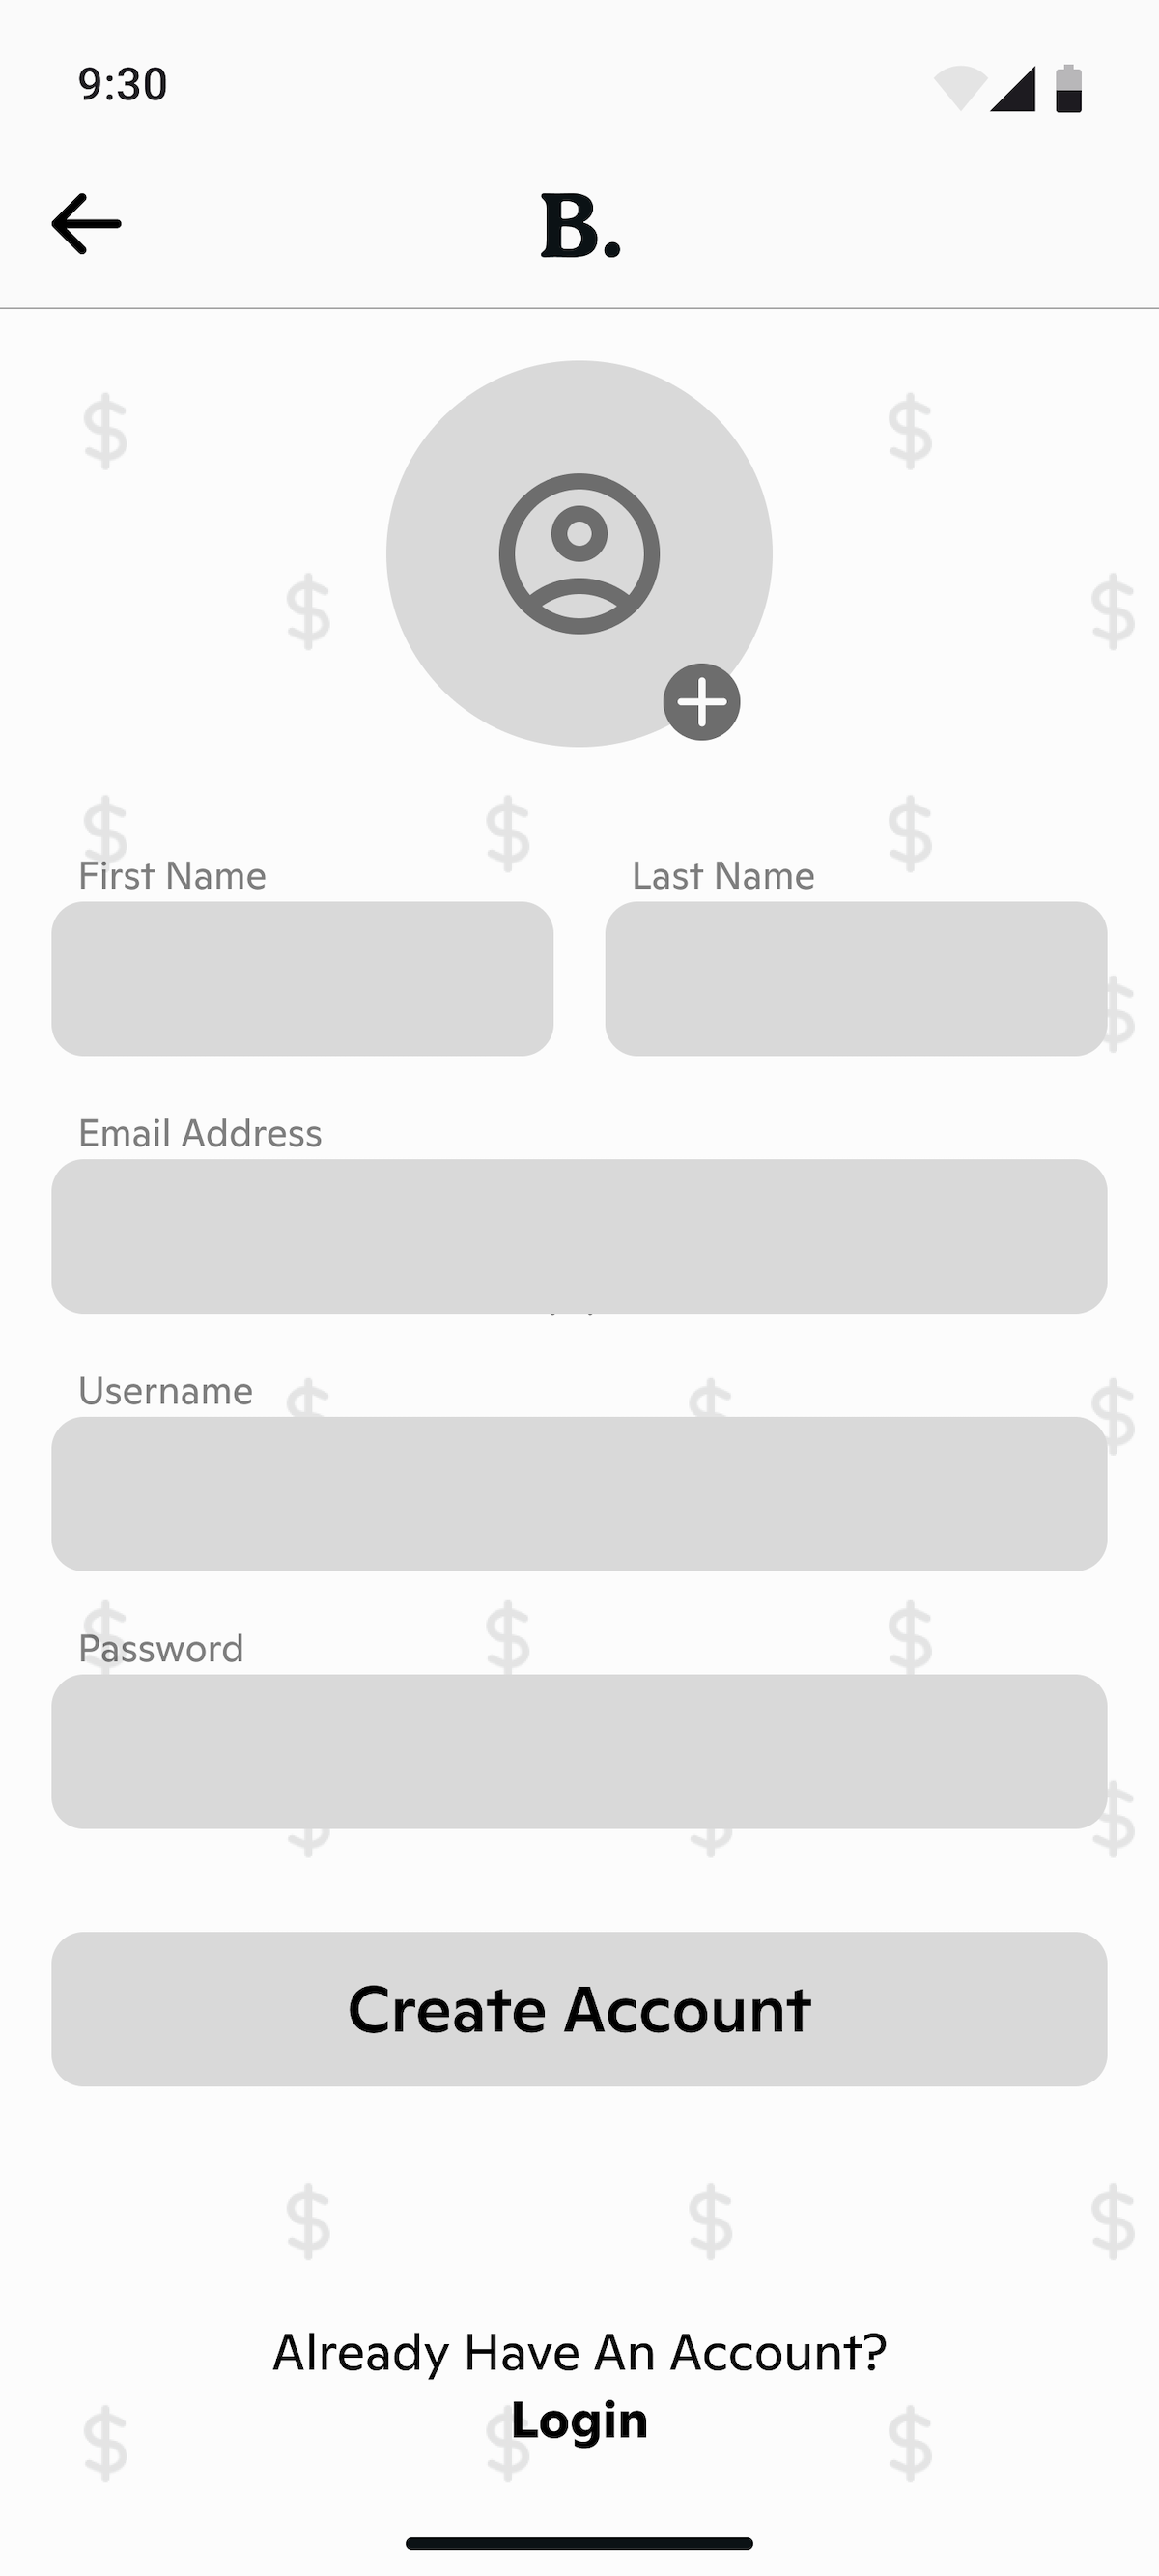 9:30
B.
First Name
Last Name
Email Address
Username
Password
Create Account
Already Have An Account?
Login